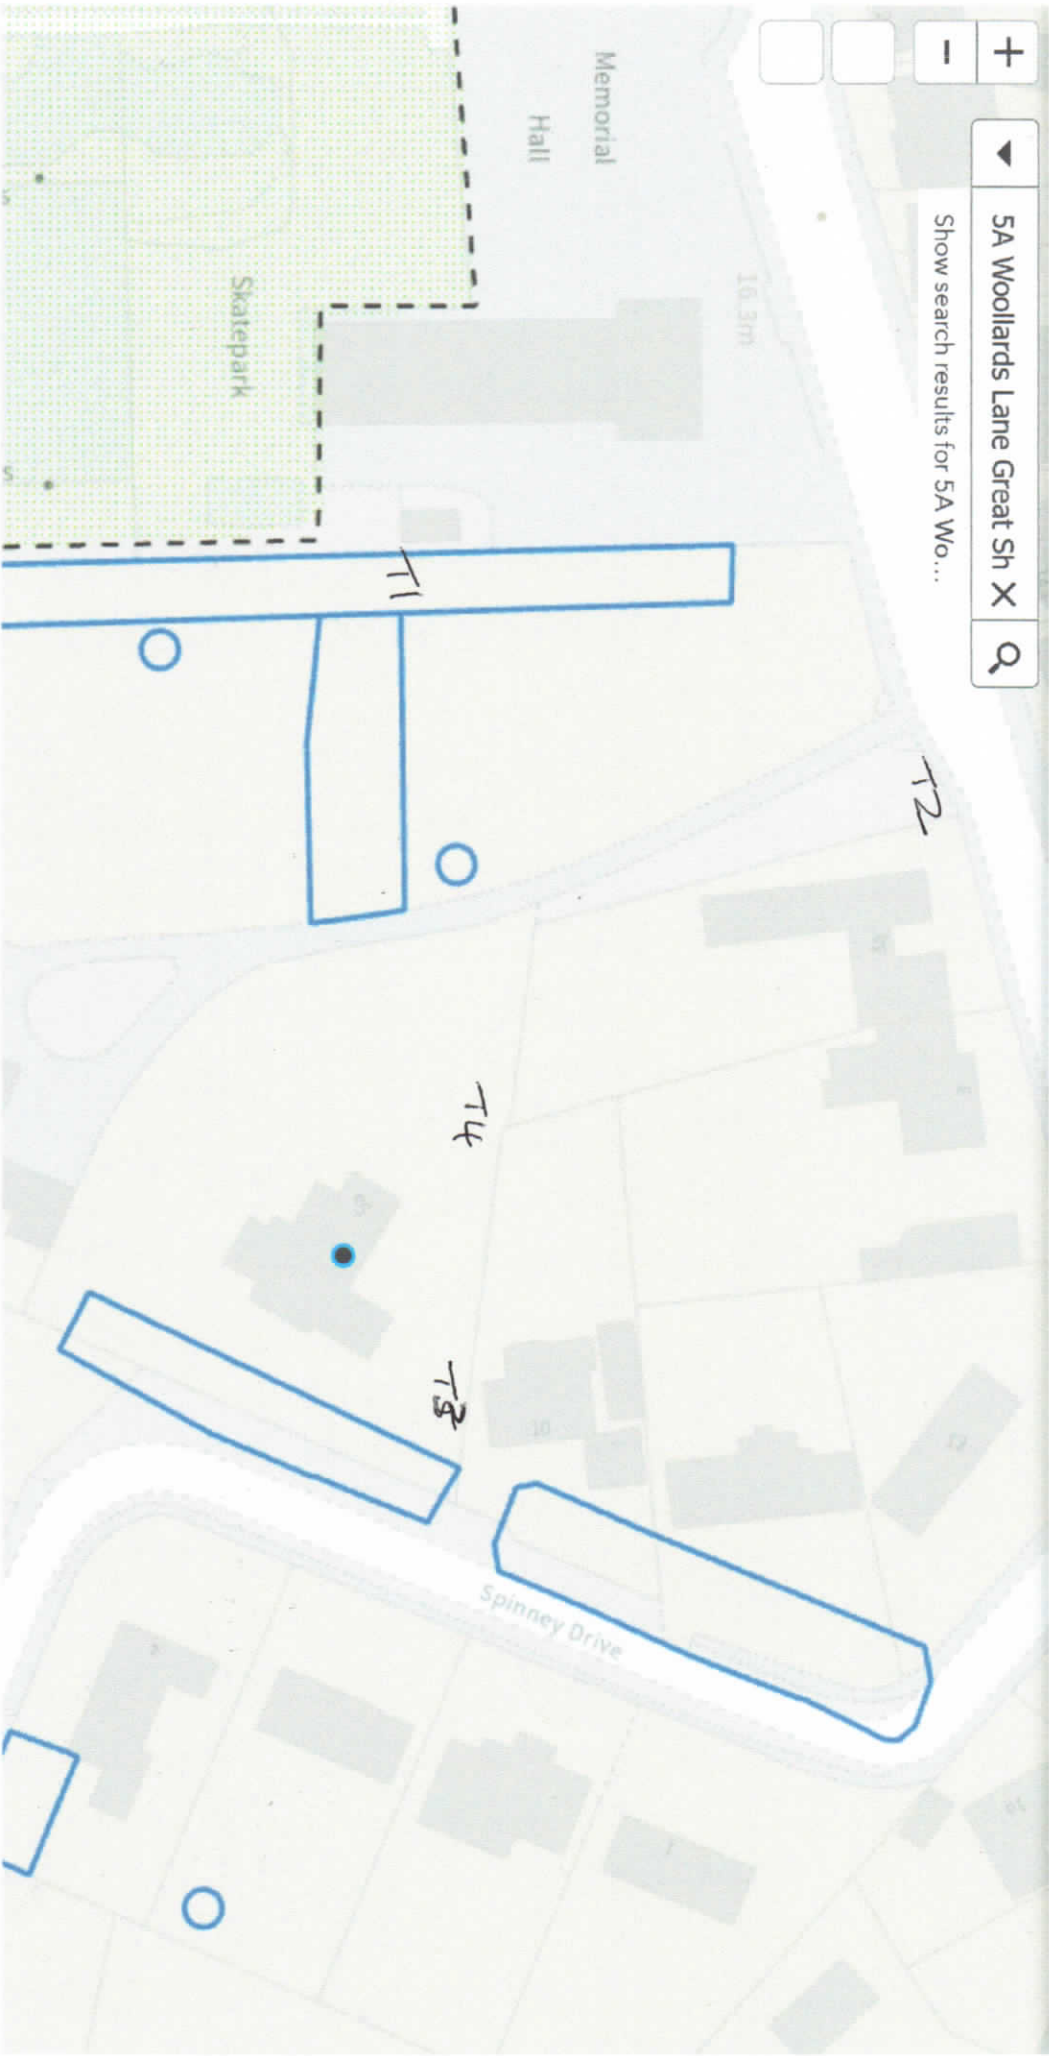 +
−
5A Woollards Lane Great Sh X
Show search results for 5A Wo...
Memorial
Hall
16.3m
Skatepark
T1
T2
T4
T3
10
Spinney Drive